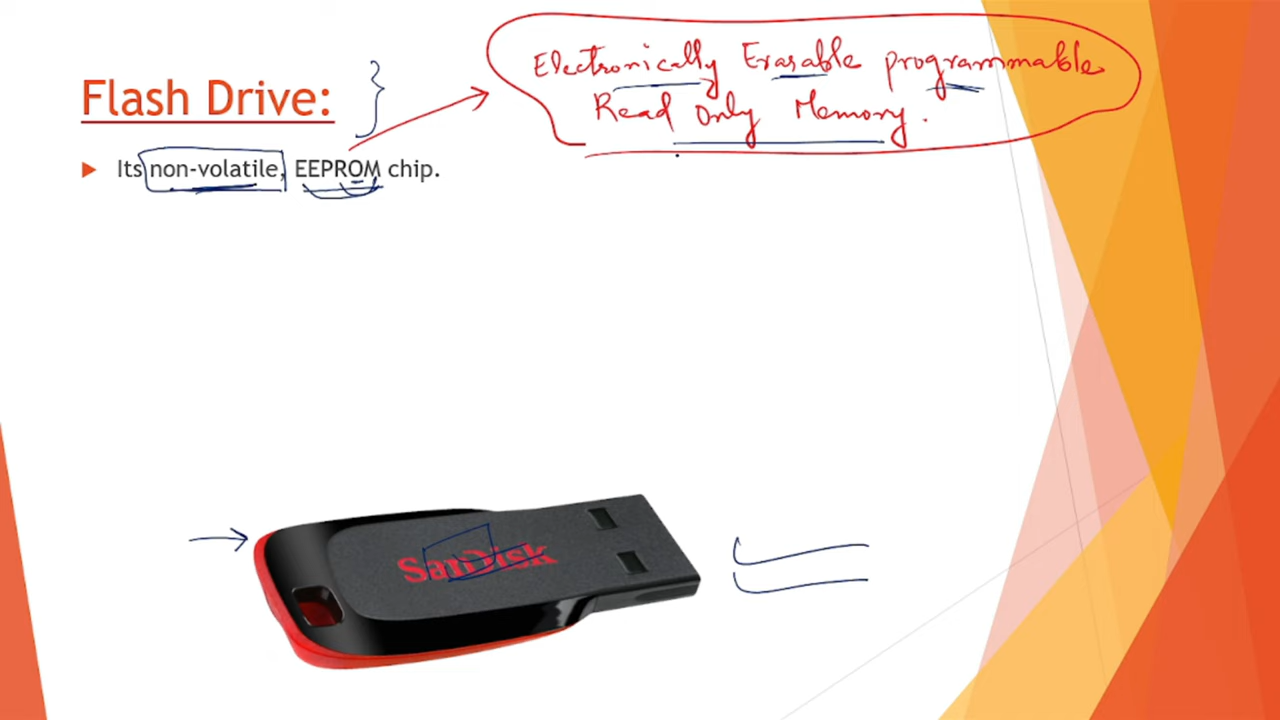 Electronically Erasable programmable
Read Only Memory.
Flash Drive:
Its non-volatile, EEPROM chip.
SanDisk